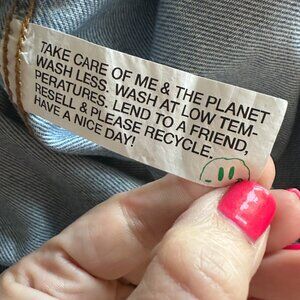 TAKE CARE OF ME & THE PLANET
WASH LESS. WASH AT LOW TEM-
PERATURES. LEND TO A FRIEND,
RESELL & PLEASE RECYCLE.
HAVE A NICE DAY!